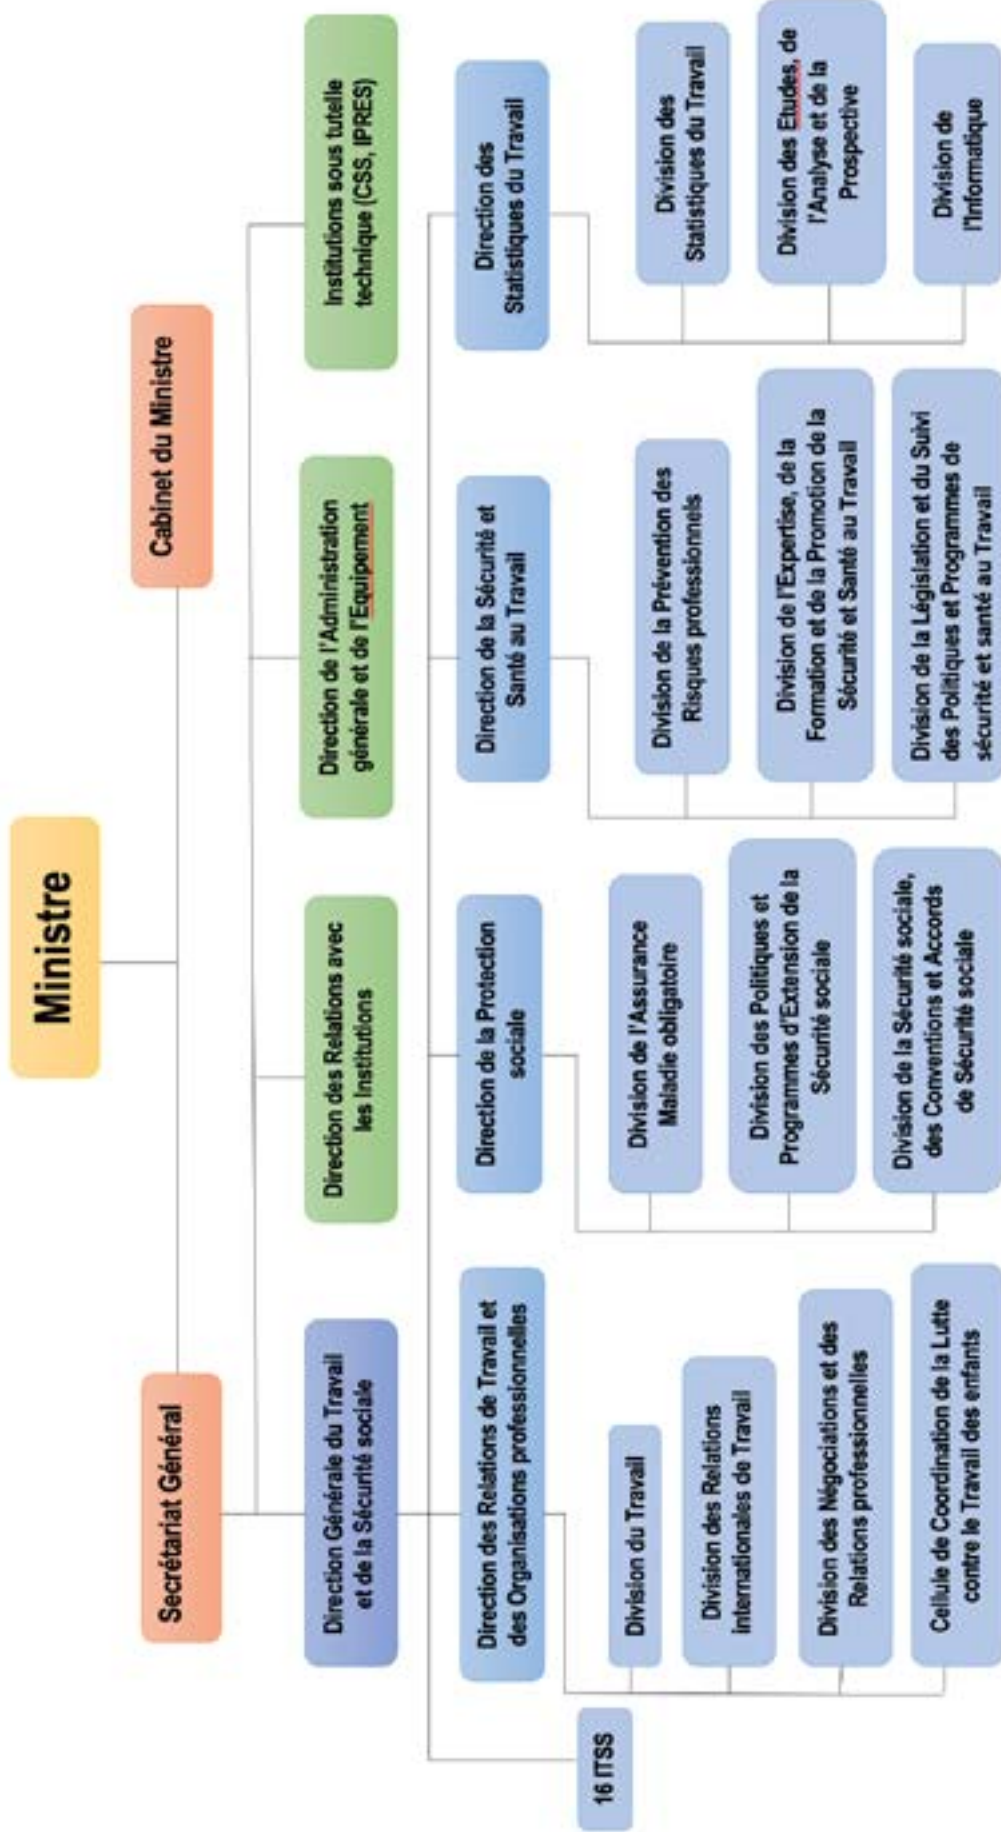 Ministre
Secrétariat Général
Cabinet du Ministre
Direction Générale du Travail
et de la Sécurité sociale
Direction des Relations avec
les Institutions
Direction de l'Administration
générale et de l'Equipement
Institutions sous tutelle
technique (CSS, IPRES)
Direction des Relations de Travail et
des Organisations professionnelles
Direction de la Protection
sociale
Direction de la Sécurité et
Santé au Travail
Direction des
Statistiques du Travail
16 ITSS
Division du Travail
Division des Relations
internationales de Travail
Division des Négociations et des
Relations professionnelles
Cellule de Coordination de la Lutte
contre le Travail des enfants
Division de l'Assurance
Maladie obligatoire
Division des Politiques et
Programmes d'Extension de la
Sécurité sociale
Division de la Sécurité sociale,
des Conventions et Accords
de Sécurité sociale
Division de la Prévention des
Risques professionnels
Division de l'Expertise, de la
Formation et de la Promotion de la
Sécurité et Santé au Travail
Division de la Législation et du Suivi
des Politiques et Programmes de
sécurité et santé au Travail
Division des
Statistiques du Travail
Division des Etudes, de
l'Analyse et de la
Prospective
Division de
l'Informatique